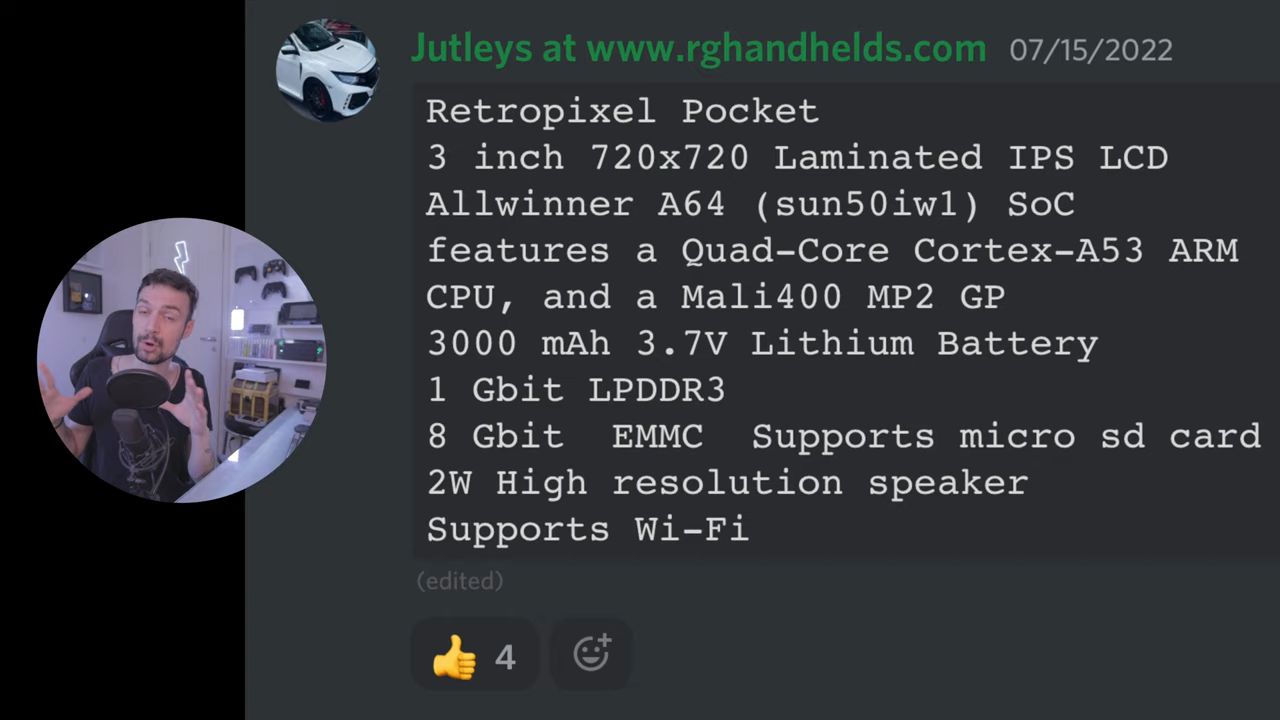 Jutleys at www.rghandhelds.com 07/15/2022
Retropixel Pocket
3 inch 720x720 Laminated IPS LCD
Allwinner A64 (sun50iw1) SoC
features a Quad-Core Cortex-A53 ARM
CPU, and a Mali400 MP2 GP
3000 mAh 3.7V Lithium Battery
1 Gbit LPDDR3
8 Gbit EMMC Supports micro sd card
2W High resolution speaker
Supports Wi-Fi
(edited)
4